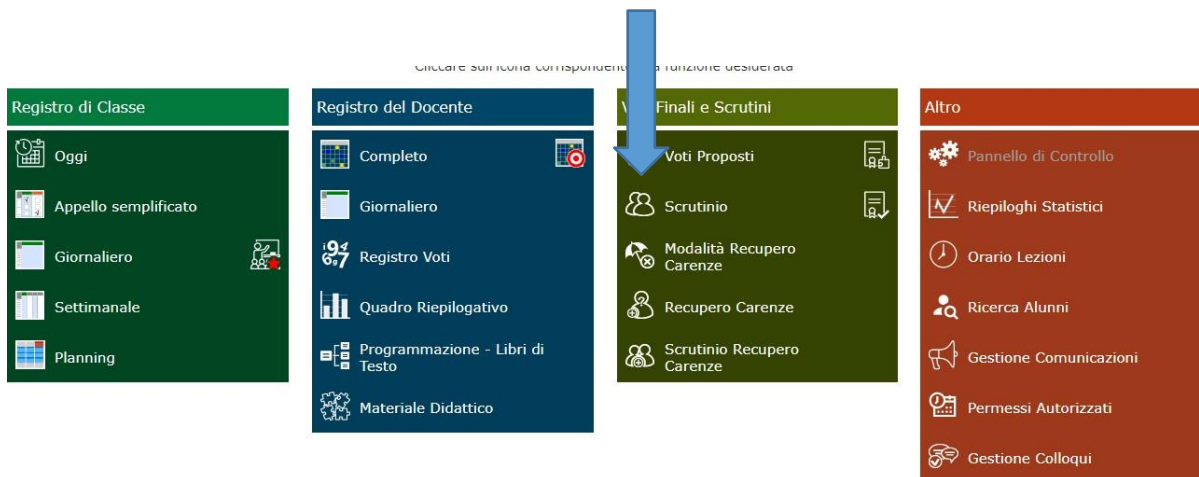 Cliccare sull'icona corrispondente funzione desiderata
Registro di Classe
Oggi
Appello semplificato
Giornaliero
Settimanale
Planning
Registro del Docente
Completo
Giornaliero
Registro Voti
Quadro Riepilogativo
Programmazione - Libri di
Testo
Materiale Didattico
Finali e Scrutini
Voti Proposti
Scrutinio
Modalità Recupero
Carenze
Recupero Carenze
Scrutinio Recupero
Carenze
Altro
Pannello di Controllo
Riepiloghi Statistici
Orario Lezioni
Ricerca Alunni
Gestione Comunicazioni
Permessi Autorizzati
Gestione Colloqui